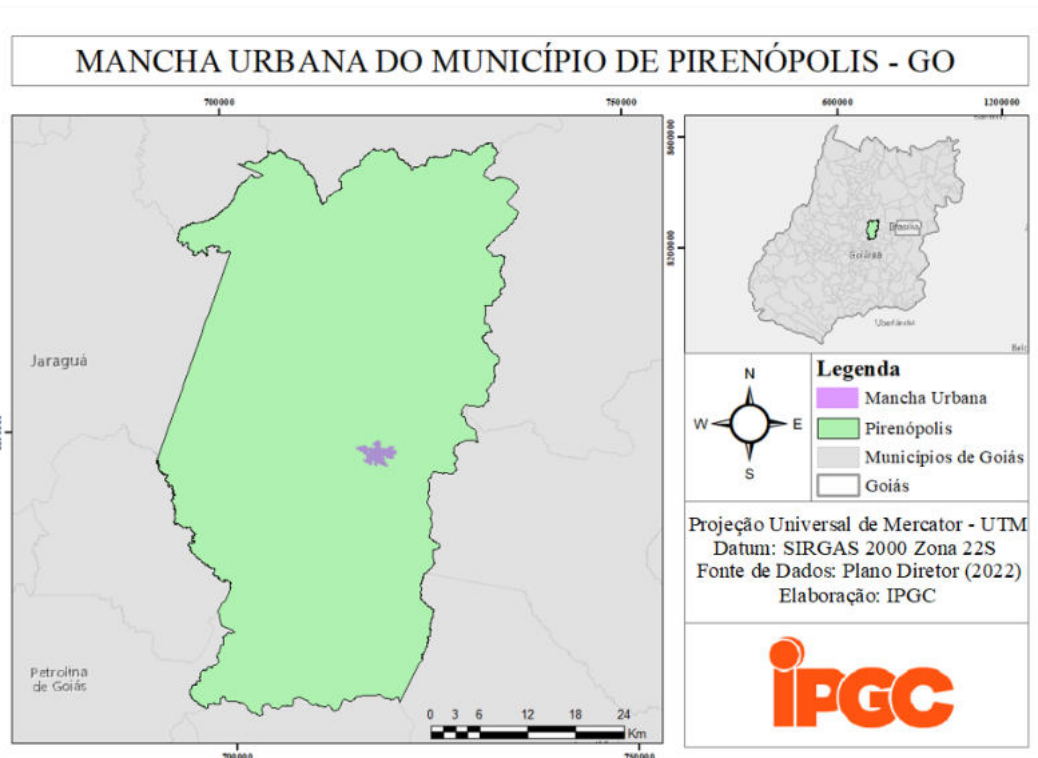 MANCHA URBANA DO MUNICÍPIO DE PIRENÓPOLIS - GO
700000
750000
600000
1200000
8600000
8200000
Brasília
Goiânia
Uberlândia
Jaraguá
Petrolina
de Goiás
0 3 6 12 18 24
Km
700000
750000
N
W
E
S
Legenda
Mancha Urbana
Pirenópolis
Municípios de Goiás
Goiás
Projeção Universal de Mercator - UTM
Datum: SIRGAS 2000 Zona 22S
Fonte de Dados: Plano Diretor (2022)
Elaboração: IPGC
iPGC